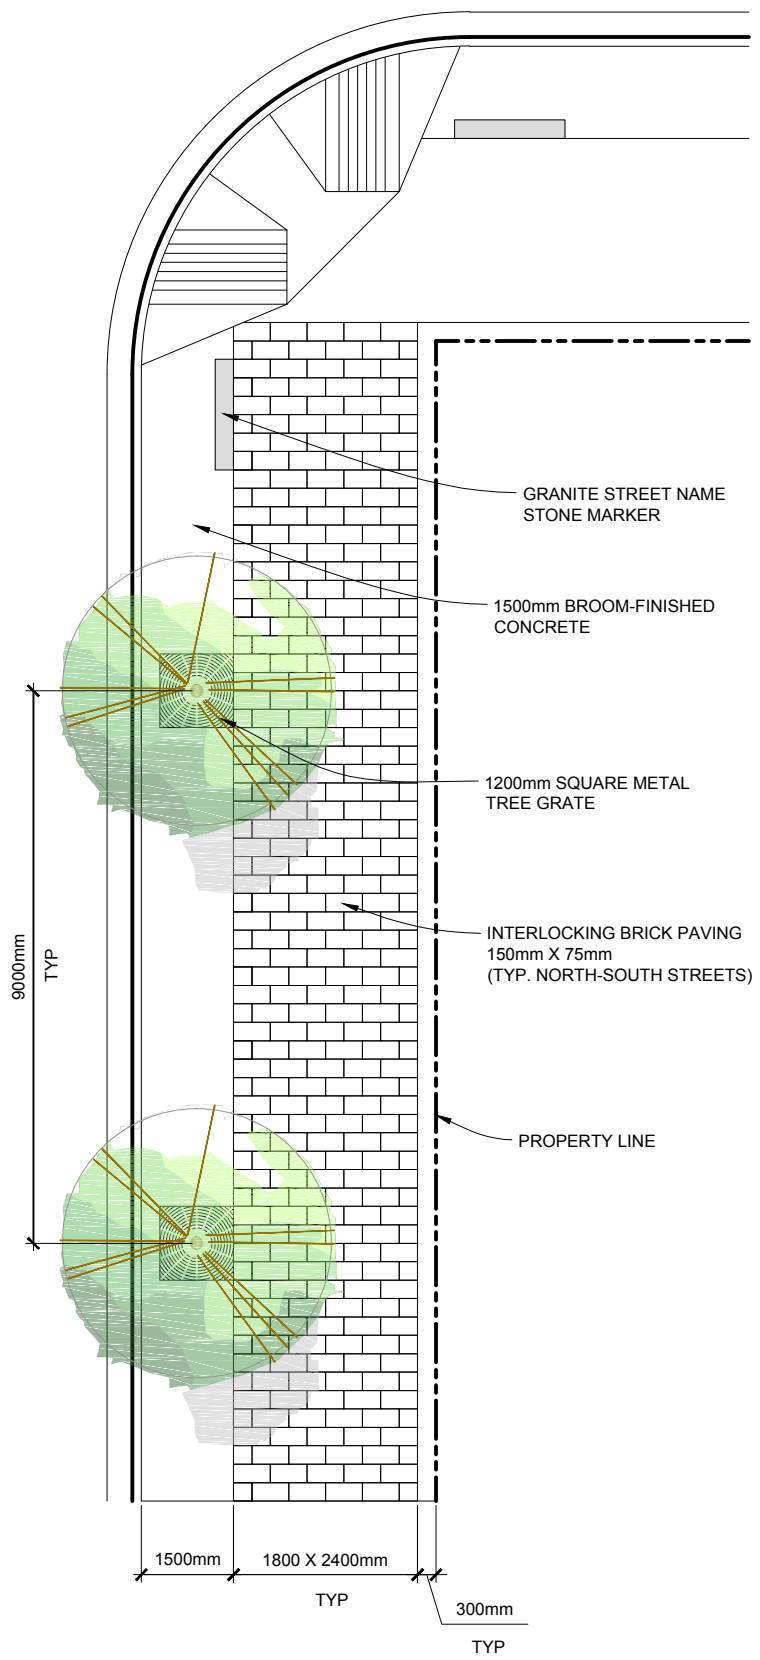 GRANITE STREET NAME
STONE MARKER
1500mm BROOM-FINISHED
CONCRETE
1200mm SQUARE METAL
TREE GRATE
INTERLOCKING BRICK PAVING
150mm X 75mm
(TYP. NORTH-SOUTH STREETS)
9000mm
TYP
PROPERTY LINE
1500mm
1800 X 2400mm
TYP
300mm
TYP